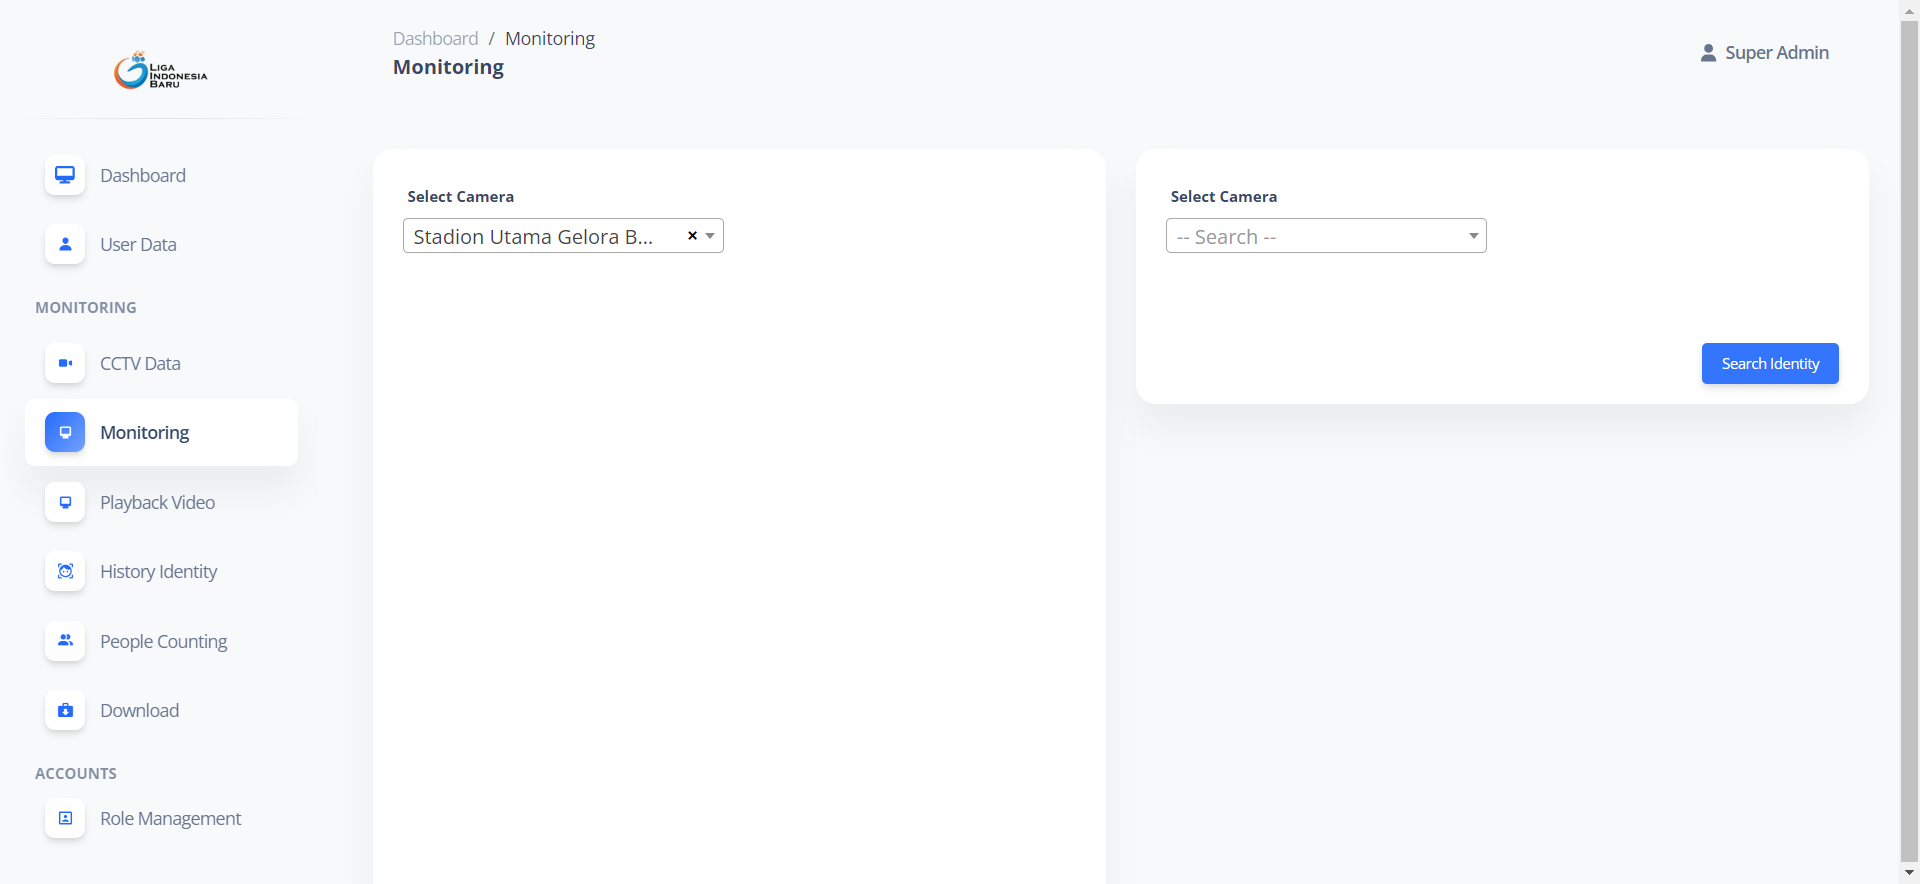 LIGA
INDONESIA
BARU
Dashboard / Monitoring
Monitoring
Super Admin
Dashboard
User Data
MONITORING
CCTV Data
Monitoring
Playback Video
History Identity
People Counting
Download
ACCOUNTS
Role Management
Select Camera
Stadion Utama Gelora B... ×
Select Camera
-- Search --
Search Identity